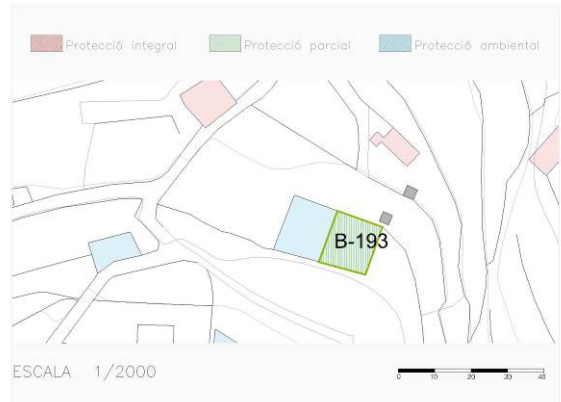 Protecció integral Protecció parcial Protecció ambiental
B-193
ESCALA 1/2000
0 10 20 30 40